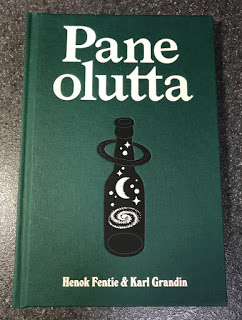 Pane
olutta
Henok Fentie & Karl Grandin